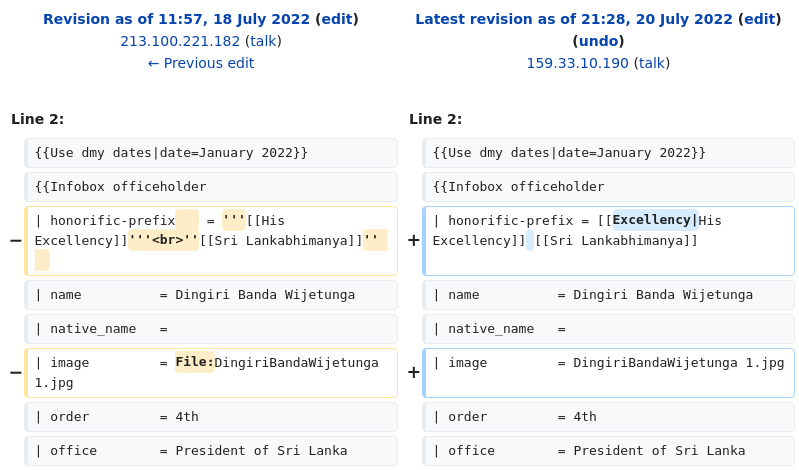 Revision as of 11:57, 18 July 2022 (edit)
213.100.221.182 (talk)
← Previous edit
Latest revision as of 21:28, 20 July 2022 (edit)
(undo)
159.33.10.190 (talk)
Line 2:
Line 2:
{{Use dmy dates|date=January 2022}}
{{Use dmy dates|date=January 2022}}
{{Infobox officeholder
{{Infobox officeholder
− | honorific-prefix    = '''[[His
Excellency]]'''<br>''[[Sri Lankabhimanya]]''
+ | honorific-prefix = [[Excellency|His
Excellency]] [[Sri Lankabhimanya]]
| name          = Dingiri Banda Wijetunga
| name          = Dingiri Banda Wijetunga
| native_name   =
| native_name   =
− | image         = File:DingiriBandaWijetunga
1.jpg
+ | image         = DingiriBandaWijetunga 1.jpg
| order         = 4th
| order         = 4th
| office        = President of Sri Lanka
| office        = President of Sri Lanka